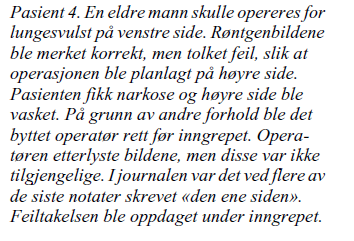 Pasient 4. En eldre mann skulle opereres for
lungesvulst på venstre side. Røntgenbildene
ble merket korrekt, men tolket feil, slik at
operasjonen ble planlagt på høyre side.
Pasienten fikk narkose og høyre side ble
vasket. På grunn av andre forhold ble det
byttet operatør rett før inngrepet. Opera-
tøren etterlyste bildene, men disse var ikke
tilgjengelige. I journalen var det ved flere av
de siste notater skrevet «den ene siden».
Feiltakelsen ble oppdaget under inngrepet.